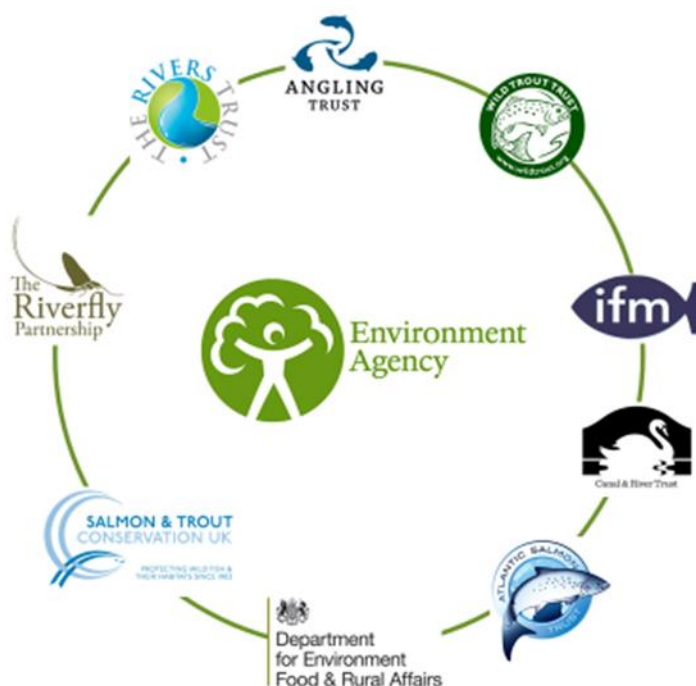 ANGLING
TRUST
THE RIVERS TRUST
WILD TROUT TRUST
www.wildtrout.org
The
Riverfly
Partnership
ifm
Environment
Agency
Canal & River Trust
SALMON & TROUT
CONSERVATION UK
PROTECTING WILD FISH &
THEIR HABITATS SINCE 1903
ATLANTIC SALMON
TRUST
Department
for Environment
Food & Rural Affairs